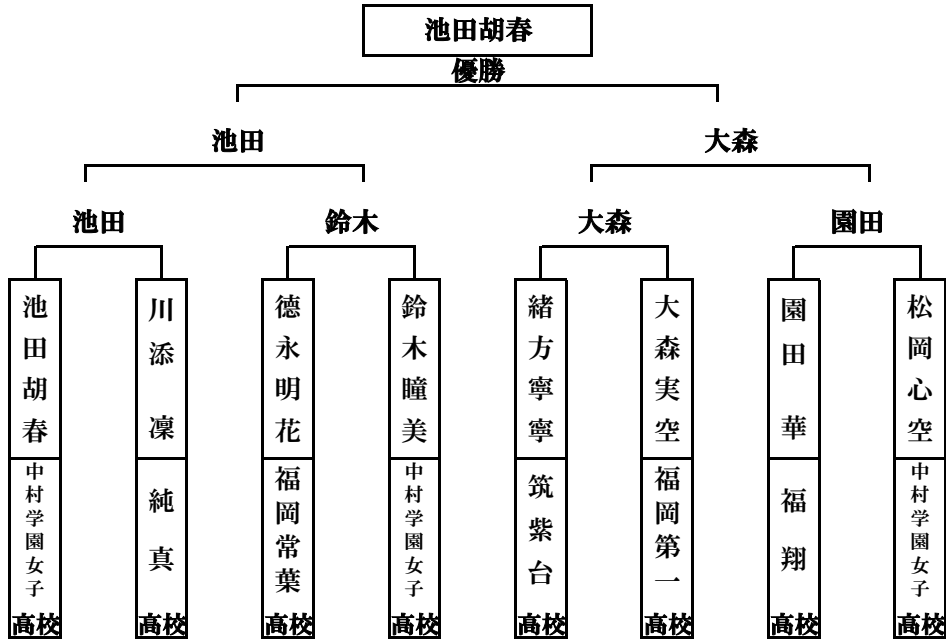 池田胡春
優勝
池田
大森
池田
鈴木
大森
園田
池田胡春
中村学園女子
高校
川添凜
純真
高校
德永明花
福岡常葉
高校
鈴木瞳美
中村学園女子
高校
緒方寧寧
筑紫台
高校
大森実空
福岡第一
高校
園田華
福翔
高校
松岡心空
中村学園女子
高校